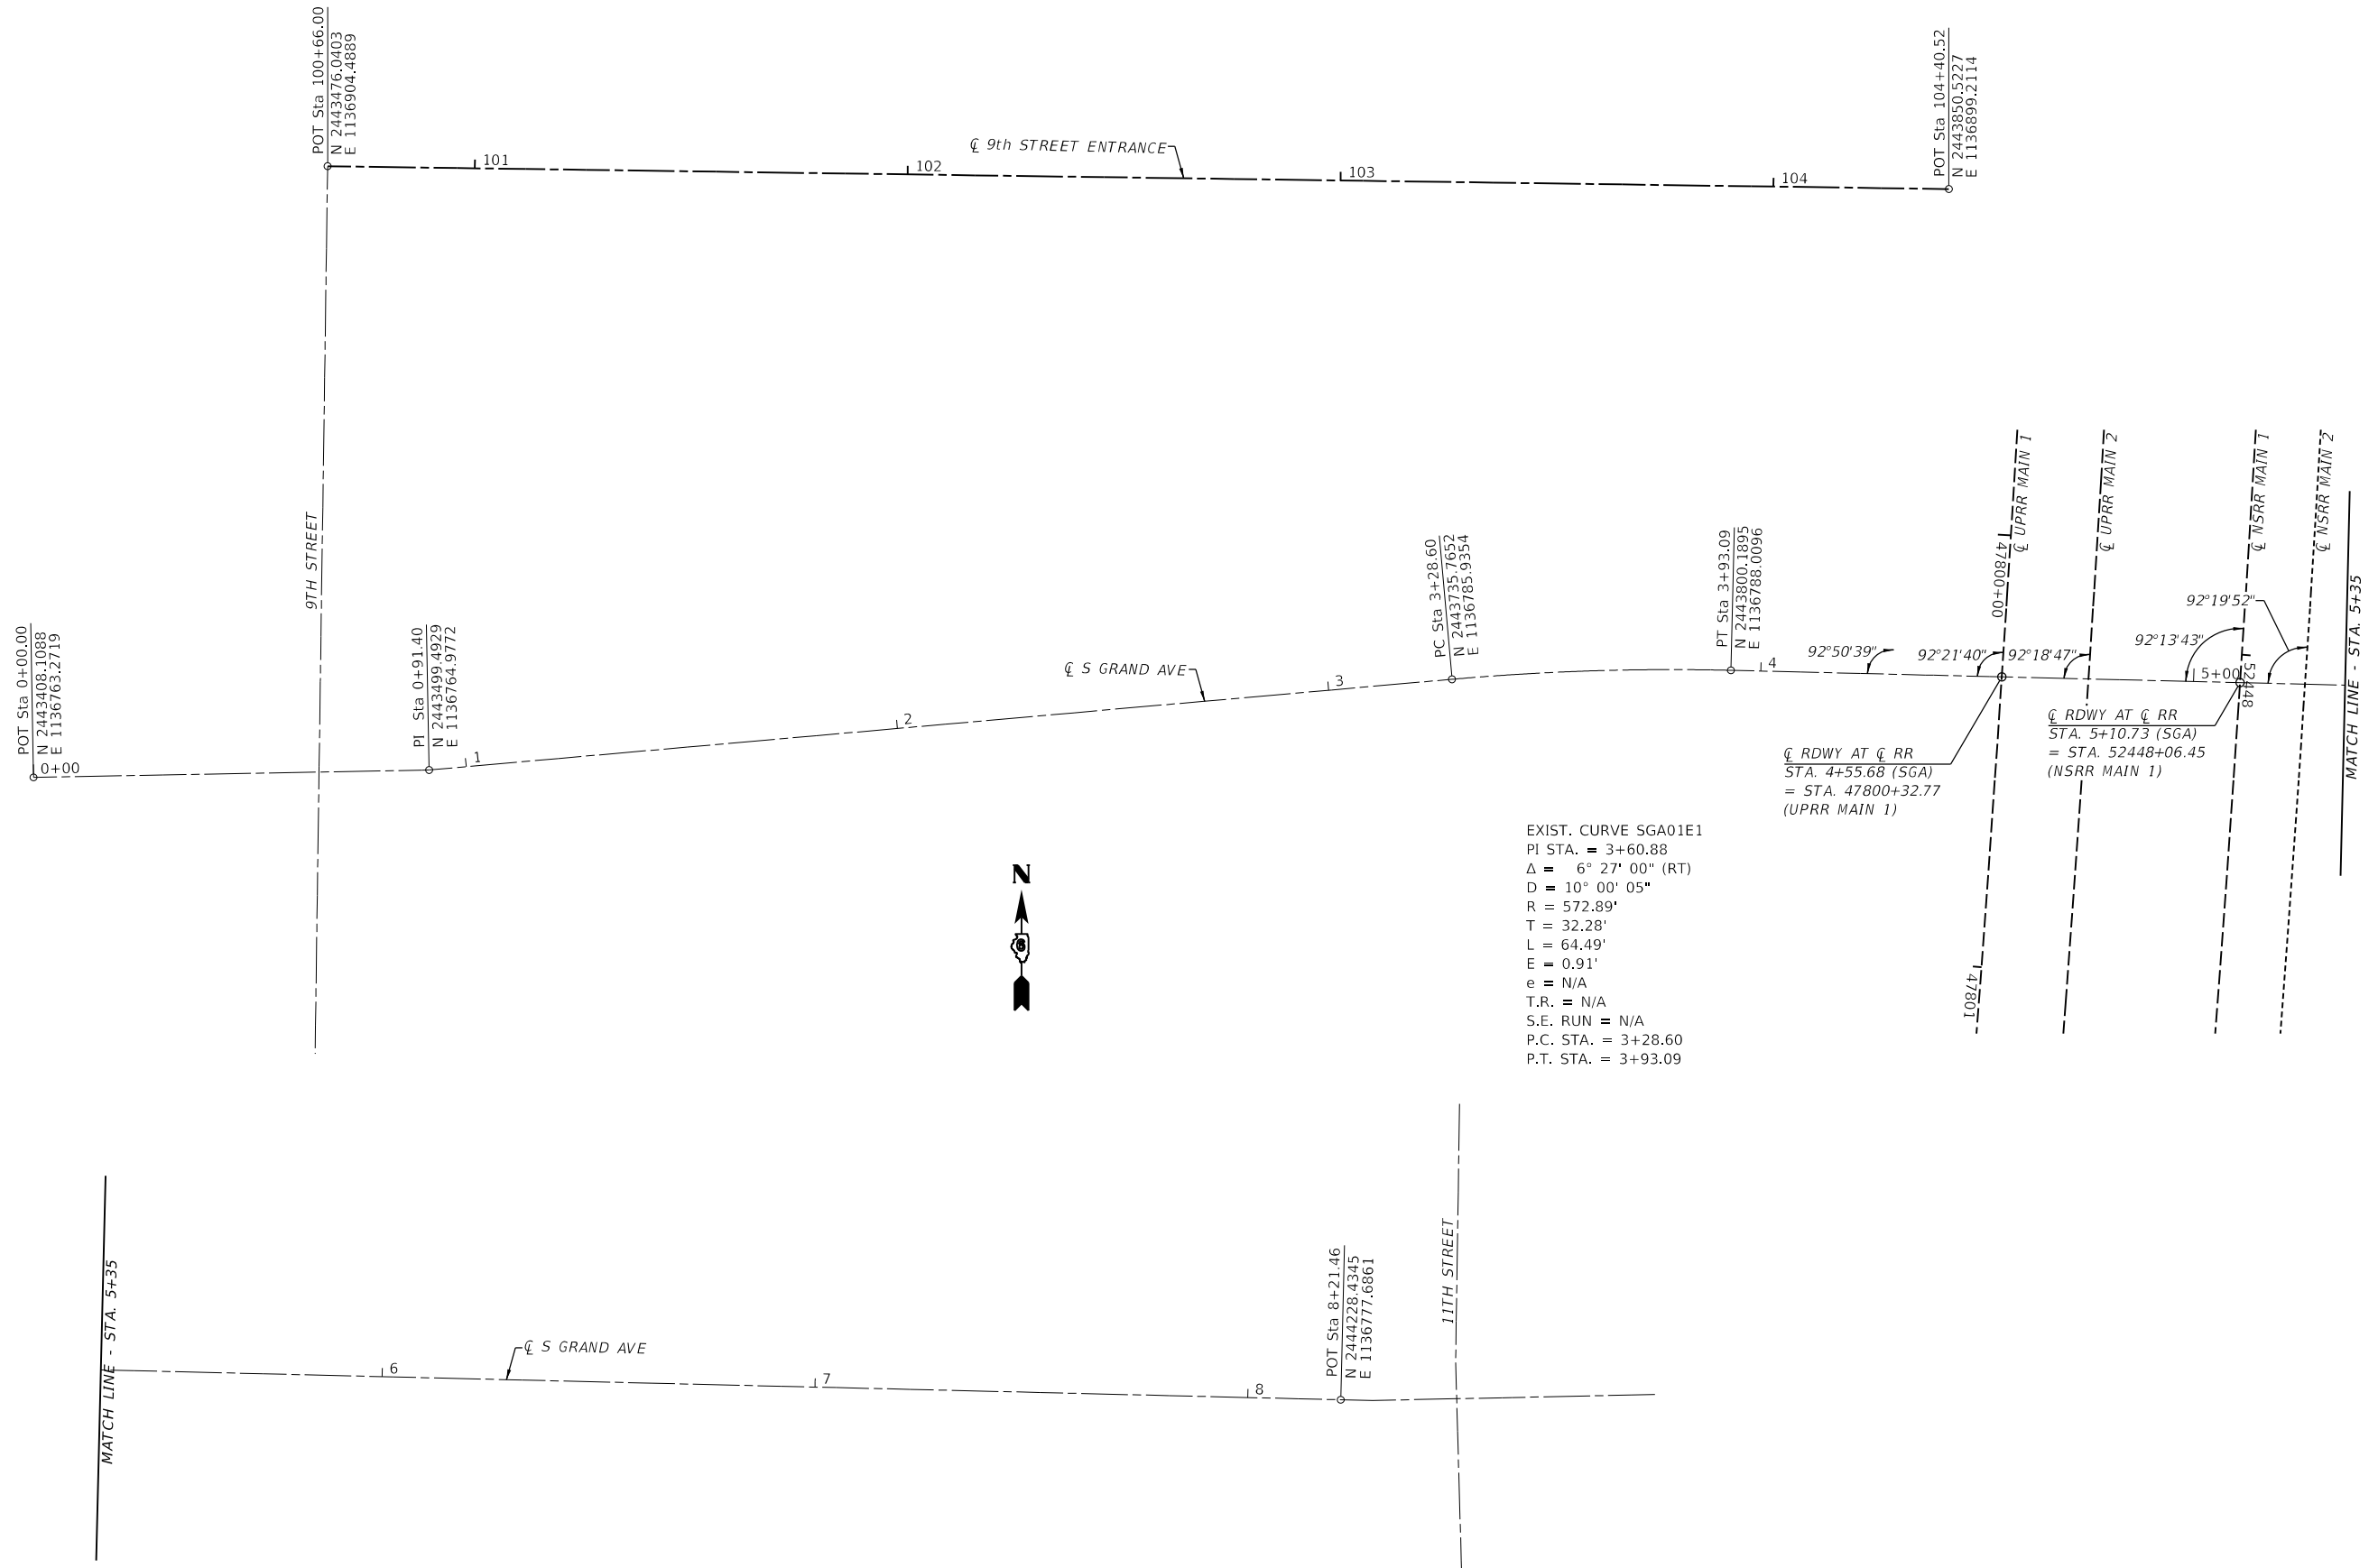 POT Sta 100+66.00
N 2443476.0403
E 1136904.4889
POT Sta 104+40.52
N 2443850.5227
E 1136899.2114
℄ 9th STREET ENTRANCE
101
102
103
104
9TH STREET
POT Sta 0+00.00
N 2443408.1088
E 1136763.2719
0+00
PI Sta 0+91.40
N 2443499.4929
E 1136764.9772
1
2
℄ S GRAND AVE
3
PC Sta 3+28.60
N 2443735.7652
E 1136785.9354
PT Sta 3+93.09
N 2443800.1895
E 1136788.0096
4
92°50'39"
92°21'40"
92°18'47"
92°13'43"
92°19'52"
47800+00
℄ UPRR MAIN 1
℄ UPRR MAIN 2
℄ NSRR MAIN 1
℄ NSRR MAIN 2
5+00
52448
MATCH LINE - STA. 5+35
℄ RDWY AT ℄ RR
STA. 4+55.68 (SGA)
= STA. 47800+32.77
(UPRR MAIN 1)
℄ RDWY AT ℄ RR
STA. 5+10.73 (SGA)
= STA. 52448+06.45
(NSRR MAIN 1)
47801
N
6
EXIST. CURVE SGA01E1
PI STA. = 3+60.88
Δ = 6° 27' 00" (RT)
D = 10° 00' 05"
R = 572.89'
T = 32.28'
L = 64.49'
E = 0.91'
e = N/A
T.R. = N/A
S.E. RUN = N/A
P.C. STA. = 3+28.60
P.T. STA. = 3+93.09
MATCH LINE - STA. 5+35
6
℄ S GRAND AVE
7
8
POT Sta 8+21.46
N 2444228.4345
E 1136777.6861
11TH STREET